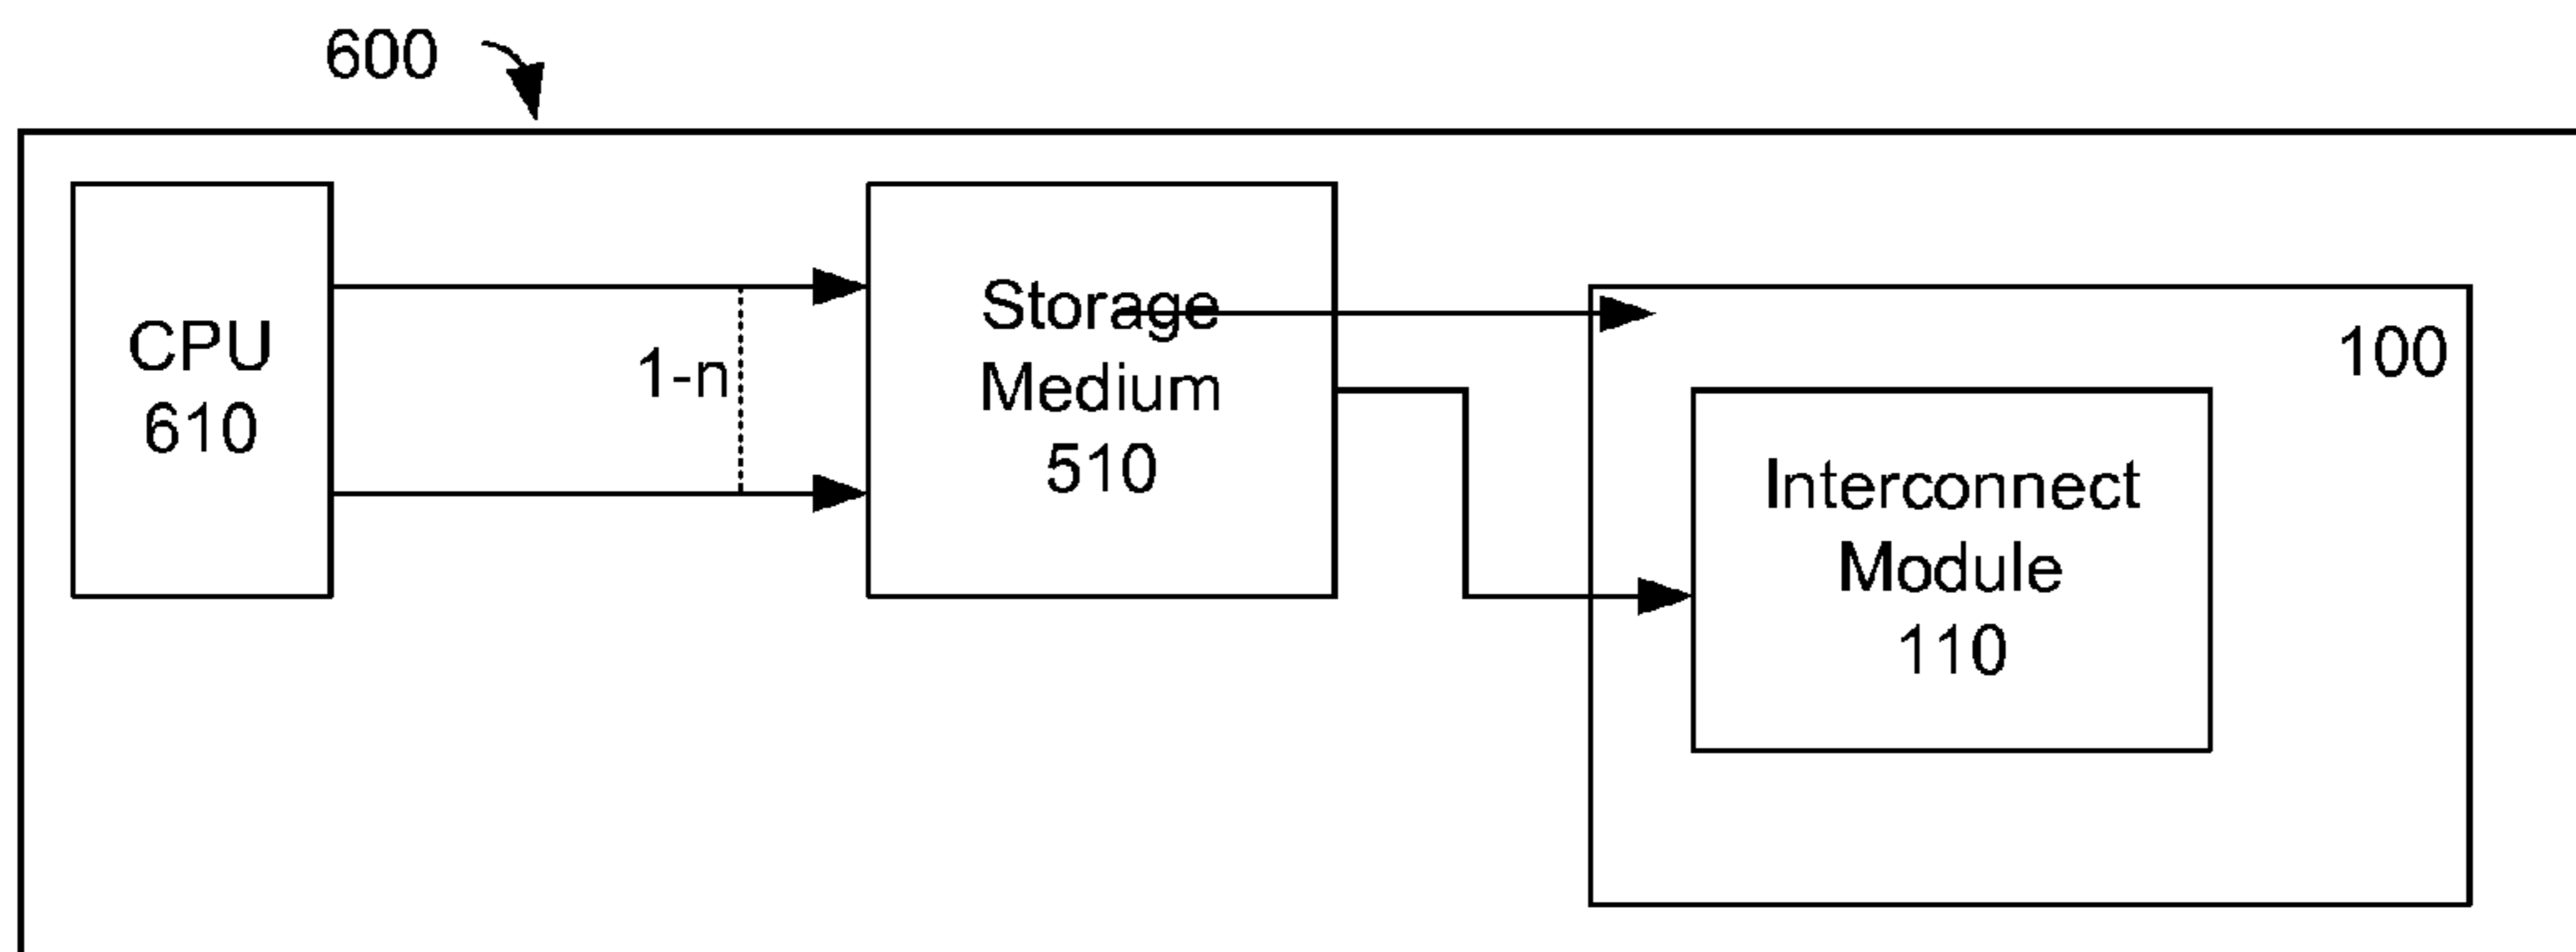 600
CPU
610
1-n
Storage
Medium
510
100
Interconnect
Module
110